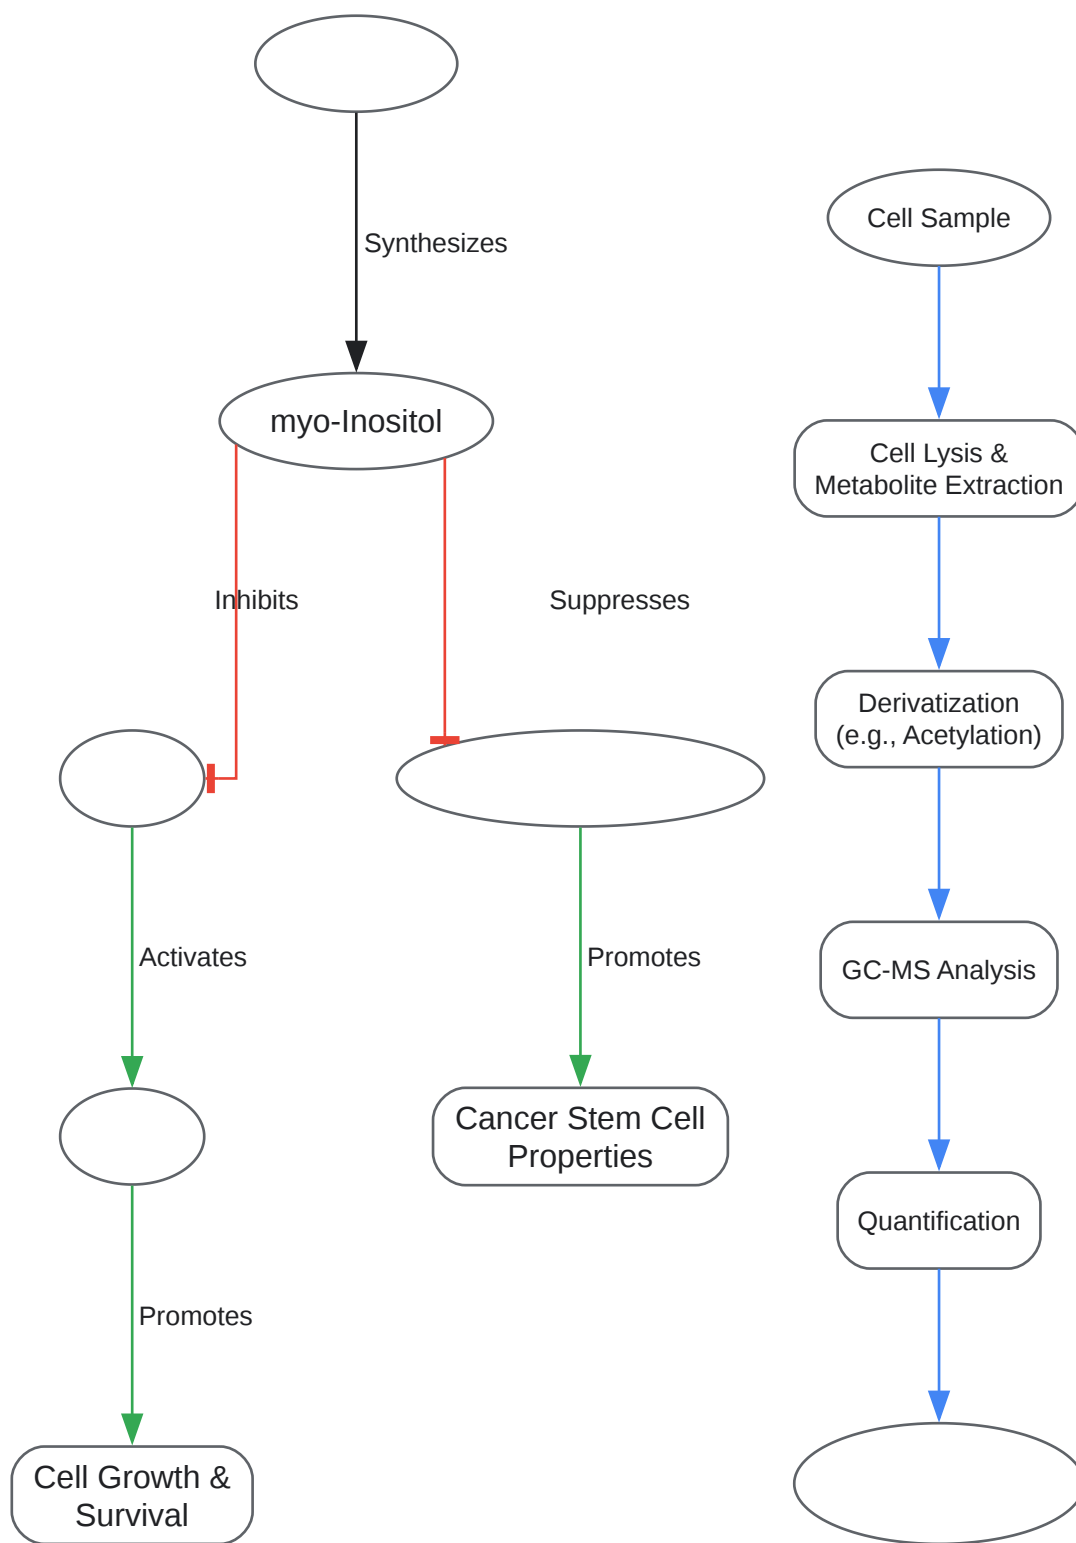 Synthesizes
myo-Inositol
Inhibits
Suppresses
Activates
Promotes
Cancer Stem Cell
Properties
Promotes
Cell Growth &
Survival
Cell Sample
Cell Lysis &
Metabolite Extraction
Derivatization
(e.g., Acetylation)
GC-MS Analysis
Quantification